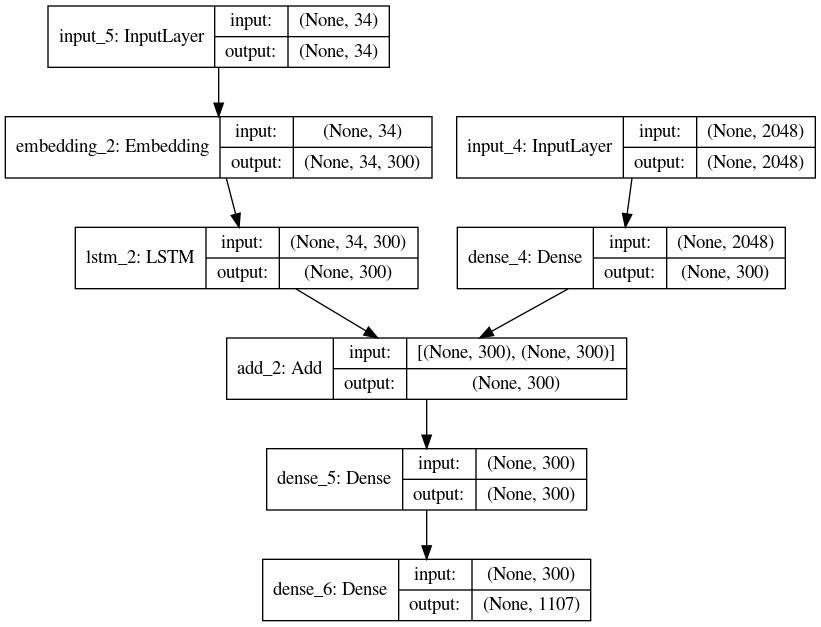 input_5: InputLayer
input: (None, 34)
output: (None, 34)
embedding_2: Embedding
input: (None, 34)
output: (None, 34, 300)
input_4: InputLayer
input: (None, 2048)
output: (None, 2048)
lstm_2: LSTM
input: (None, 34, 300)
output: (None, 300)
dense_4: Dense
input: (None, 2048)
output: (None, 300)
add_2: Add
input: [(None, 300), (None, 300)]
output: (None, 300)
dense_5: Dense
input: (None, 300)
output: (None, 300)
dense_6: Dense
input: (None, 300)
output: (None, 1107)